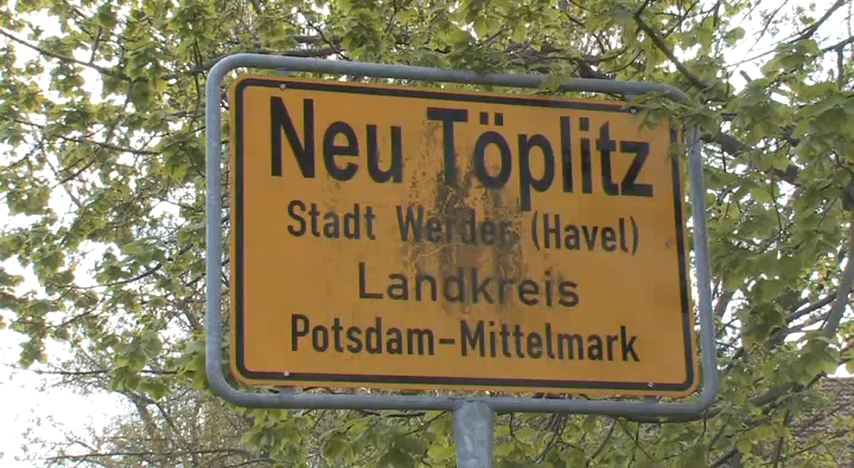 Neu Töplitz
Stadt Werder (Havel)
Landkreis
Potsdam-Mittelmark